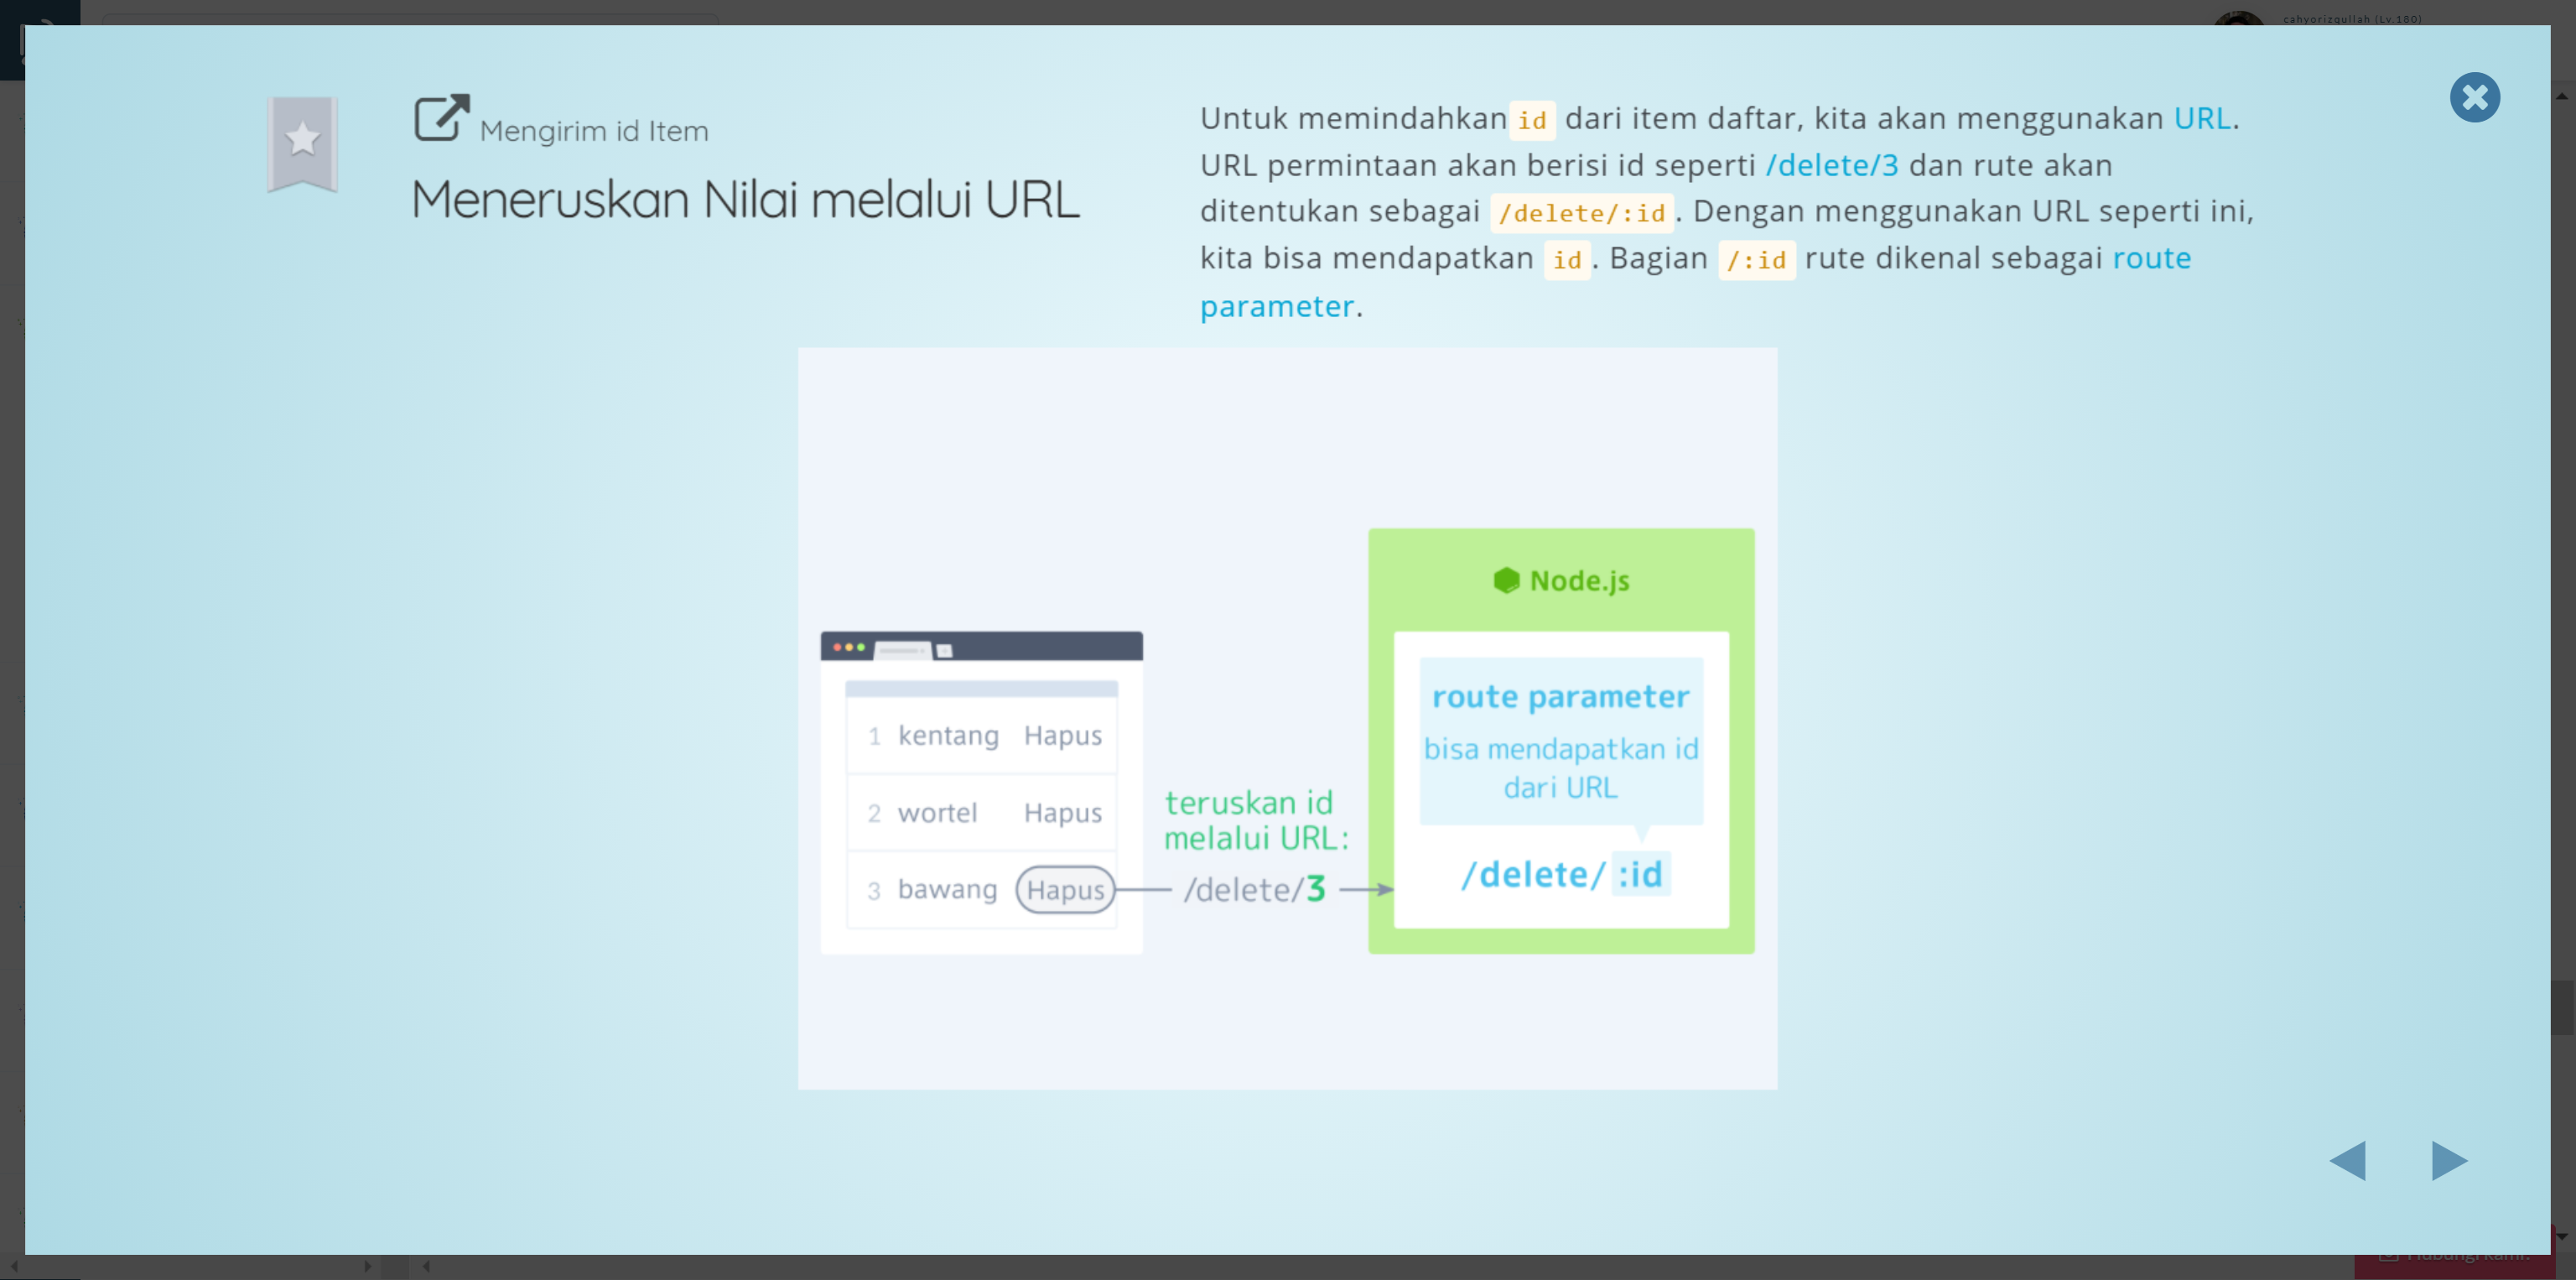 cahyorizqullah (Lv.180)
Mengirim id Item
Meneruskan Nilai melalui URL
Untuk memindahkan id dari item daftar, kita akan menggunakan URL.
URL permintaan akan berisi id seperti /delete/3 dan rute akan
ditentukan sebagai /delete/:id. Dengan menggunakan URL seperti ini,
kita bisa mendapatkan id. Bagian /:id rute dikenal sebagai route
parameter.
1 kentang Hapus
2 wortel Hapus
3 bawang Hapus
teruskan id
melalui URL:
/delete/3
Node.js
route parameter
bisa mendapatkan id
dari URL
/delete/:id
Hubungi kami.